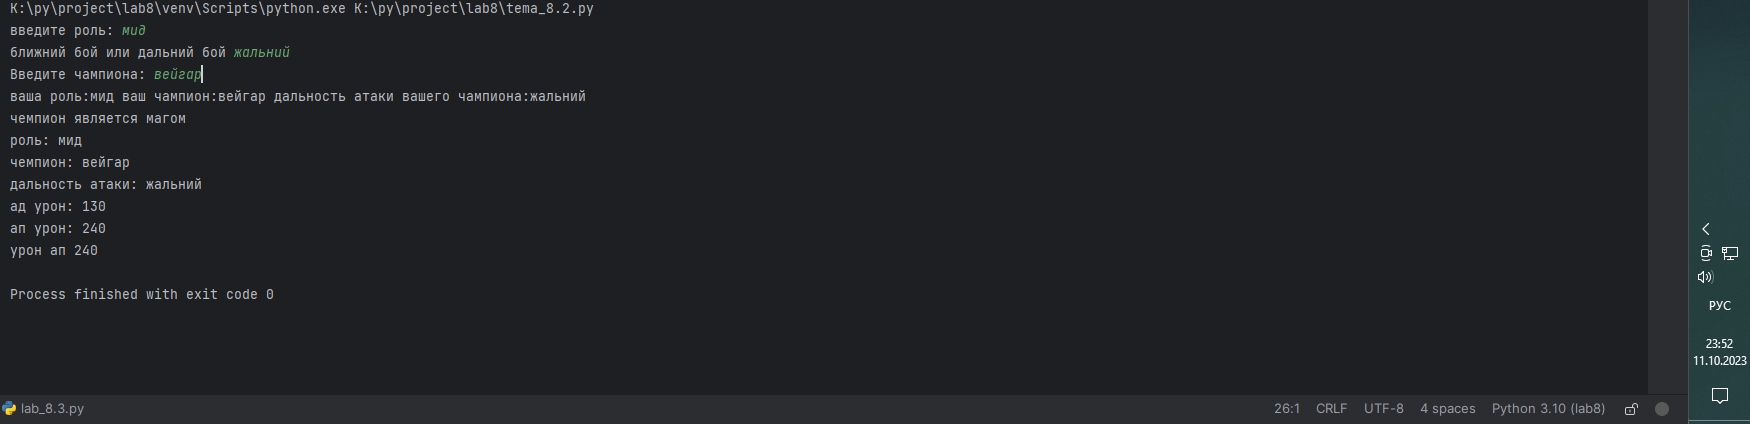 K:\py\project\lab8\venv\Scripts\python.exe K:\py\project\lab8\tema_8.2.py
введите роль: мид
ближний бой или дальний бой жальний
Введите чампиона: вейгар
ваша роль:мид ваш чампион:вейгар дальность атаки вашего чампиона:жальний
чемпион является магом
роль: мид
чемпион: вейгар
дальность атаки: жальний
ад урон: 130
ап урон: 240
урон ап 240
Process finished with exit code 0
РУС
23:52
11.10.2023
lab_8.3.py 26:1 CRLF UTF-8 4 spaces Python 3.10 (lab8)